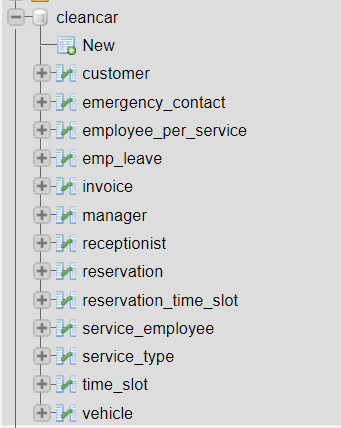 cleancar
New
customer
emergency_contact
employee_per_service
emp_leave
invoice
manager
receptionist
reservation
reservation_time_slot
service_employee
service_type
time_slot
vehicle